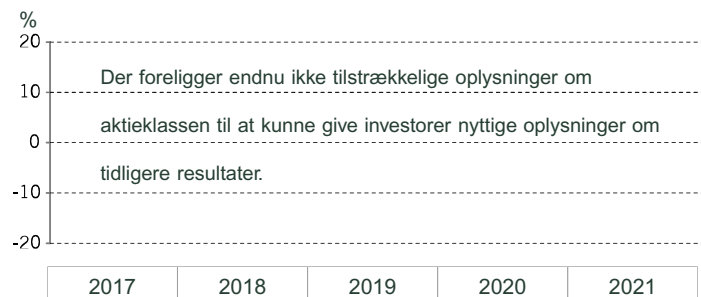 %
20
Der foreligger endnu ikke tilstrækkelige oplysninger om
10
aktieklassen til at kunne give investorer nyttige oplysninger om
0
tidligere resultater.
-10
-20
2017 2018 2019 2020 2021